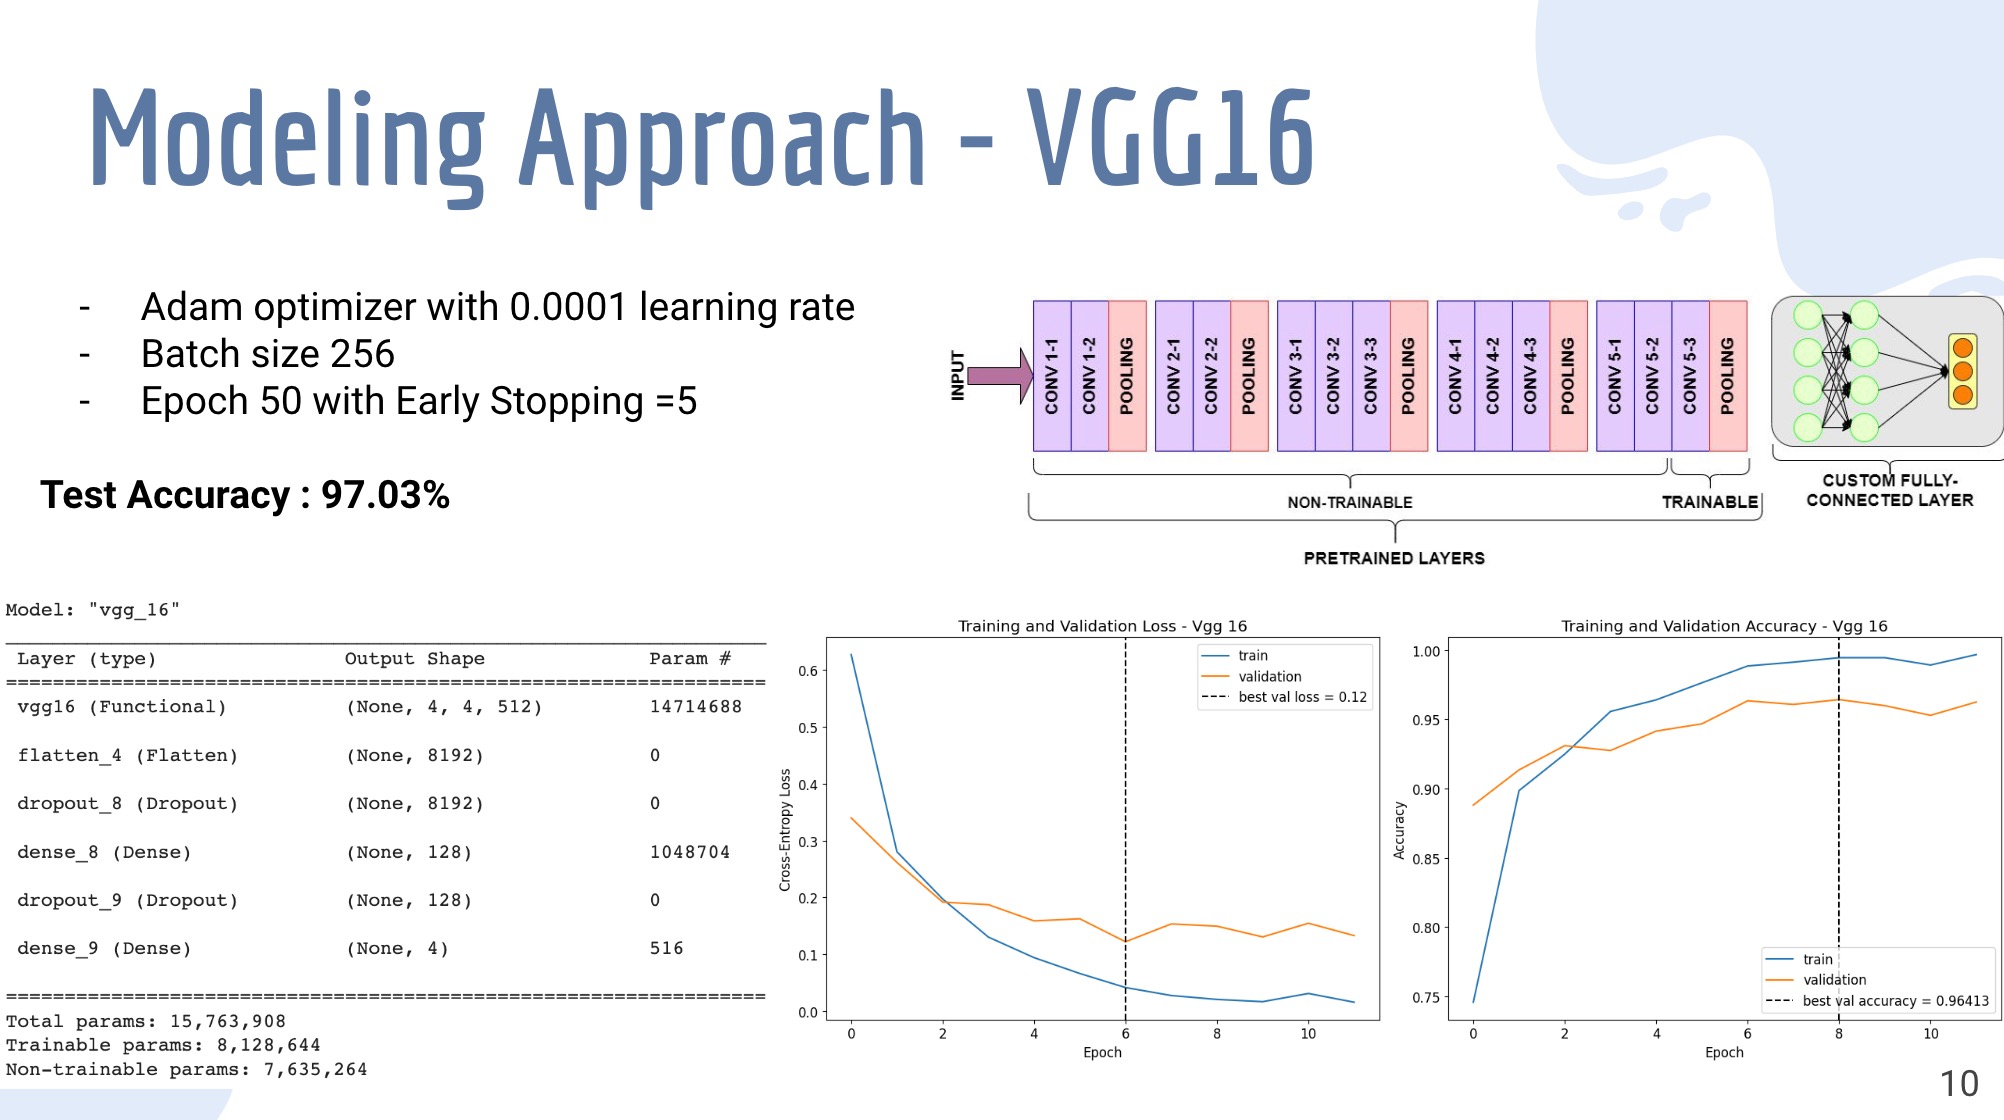 Modeling Approach - VGG16
- Adam optimizer with 0.0001 learning rate
- Batch size 256
- Epoch 50 with Early Stopping =5
Test Accuracy : 97.03%
INPUT
CONV 1-1
CONV 1-2
POOLING
CONV 2-1
CONV 2-2
POOLING
CONV 3-1
CONV 3-2
CONV 3-3
POOLING
CONV 4-1
CONV 4-2
CONV 4-3
POOLING
CONV 5-1
CONV 5-2
CONV 5-3
POOLING
NON-TRAINABLE
TRAINABLE
PRETRAINED LAYERS
CUSTOM FULLY-
CONNECTED LAYER
Model: "vgg_16"
Layer (type) Output Shape Param #
vgg16 (Functional) (None, 4, 4, 512) 14714688
flatten_4 (Flatten) (None, 8192) 0
dropout_8 (Dropout) (None, 8192) 0
dense_8 (Dense) (None, 128) 1048704
dropout_9 (Dropout) (None, 128) 0
dense_9 (Dense) (None, 4) 516
Total params: 15,763,908
Trainable params: 8,128,644
Non-trainable params: 7,635,264
Training and Validation Loss - Vgg 16
train
validation
best val loss = 0.12
Cross-Entropy Loss
0.6
0.5
0.4
0.3
0.2
0.1
0.0
0 2 4 6 8 10
Epoch
Training and Validation Accuracy - Vgg 16
Accuracy
1.00
0.95
0.90
0.85
0.80
0.75
train
validation
best val accuracy = 0.96413
0 2 4 6 8 10
Epoch
10